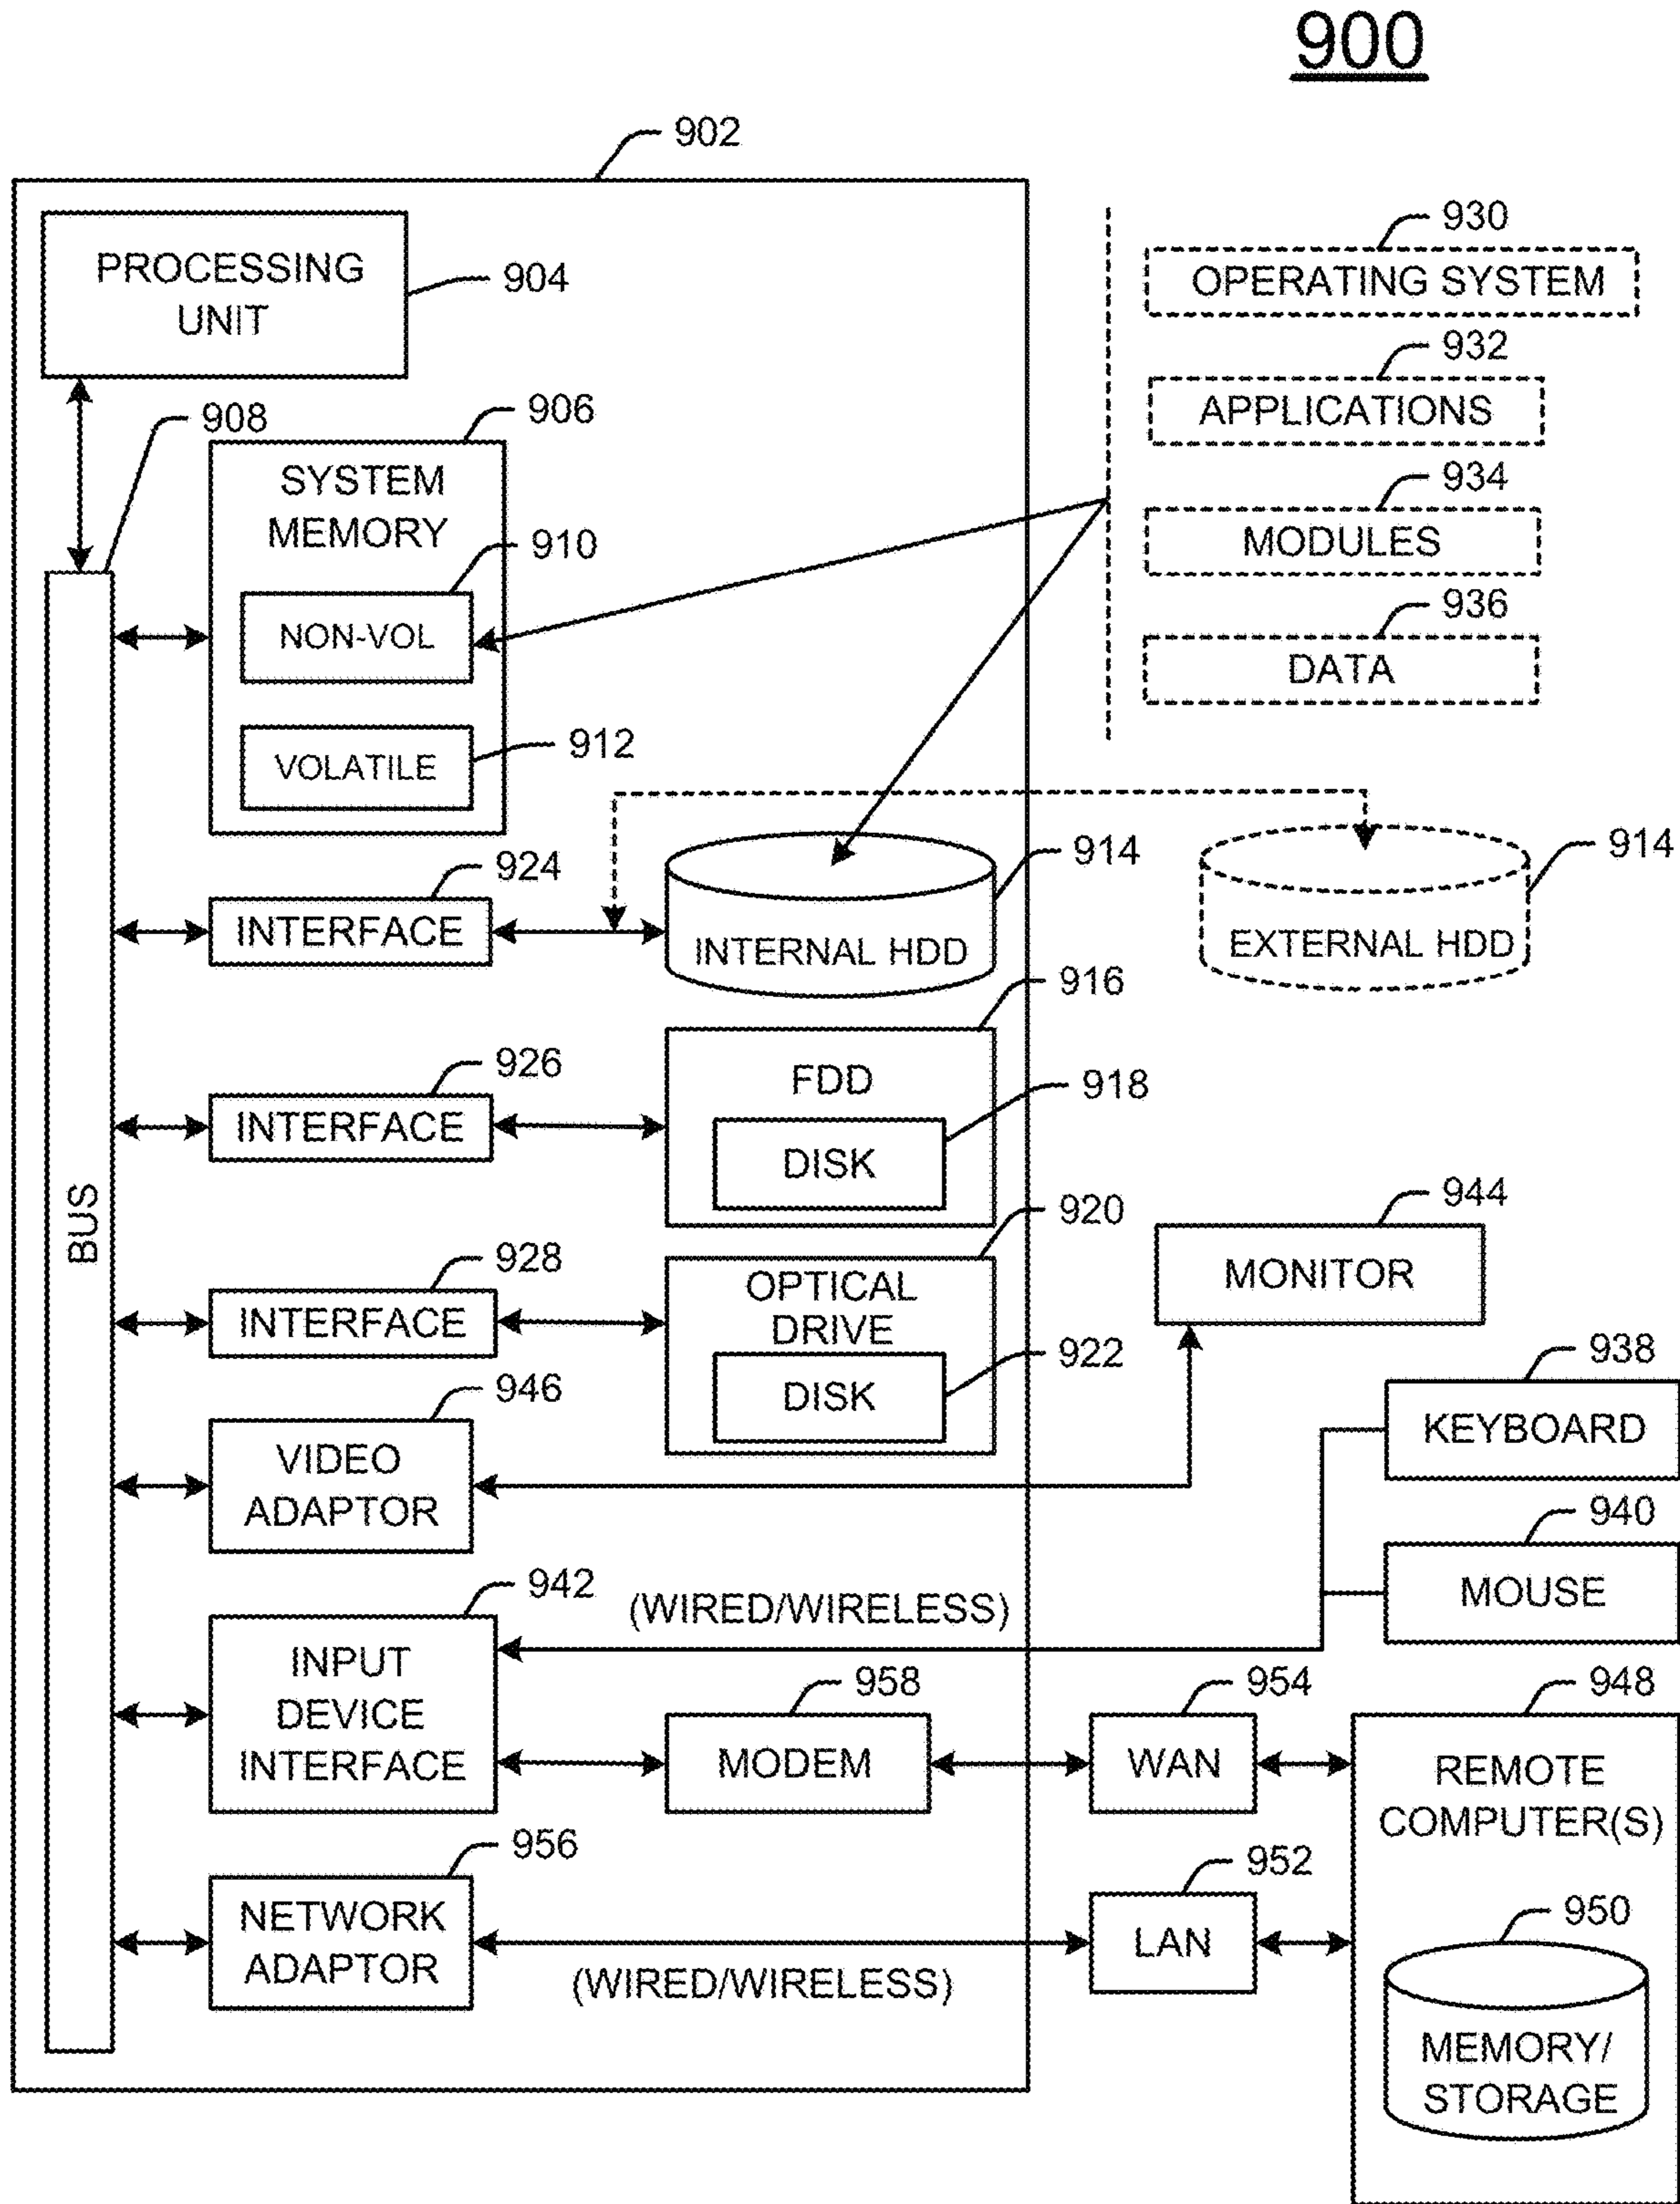 900
902
PROCESSING
UNIT
904
930
OPERATING SYSTEM
932
APPLICATIONS
934
MODULES
936
DATA
908
906
SYSTEM
MEMORY
910
NON-VOL
912
VOLATILE
BUS
924
INTERFACE
914
INTERNAL HDD
914
EXTERNAL HDD
916
926
INTERFACE
FDD
918
DISK
920
928
INTERFACE
OPTICAL
DRIVE
922
DISK
944
MONITOR
946
VIDEO
ADAPTOR
938
KEYBOARD
940
MOUSE
942
INPUT
DEVICE
INTERFACE
(WIRED/WIRELESS)
958
MODEM
954
WAN
948
REMOTE
COMPUTER(S)
956
NETWORK
ADAPTOR
(WIRED/WIRELESS)
952
LAN
950
MEMORY/
STORAGE